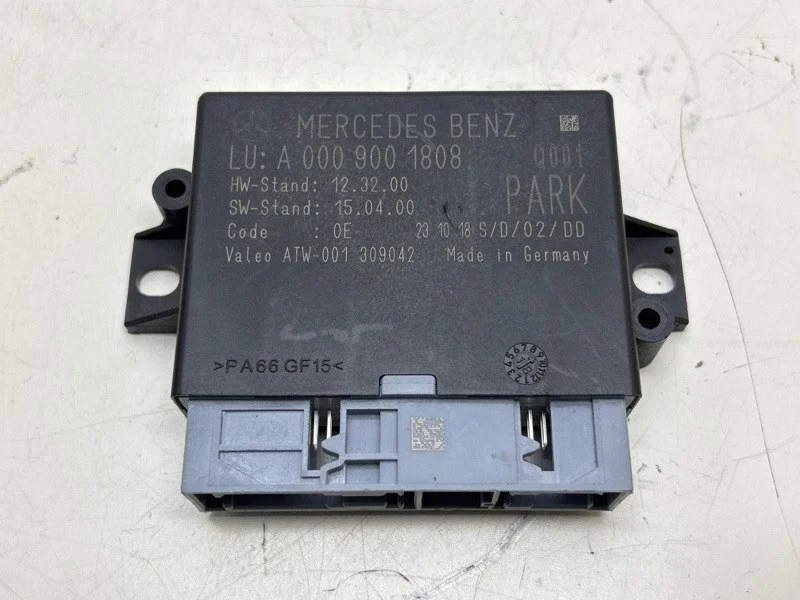 MERCEDES BENZ
LU: A 000 900 1808 Q001
HW-Stand: 12.32.00 PARK
SW-Stand: 15.04.00
Code : OE 23 10 18 S/D/02/DD
Valeo ATW-001 309042 Made in Germany
>PA66 GF15<